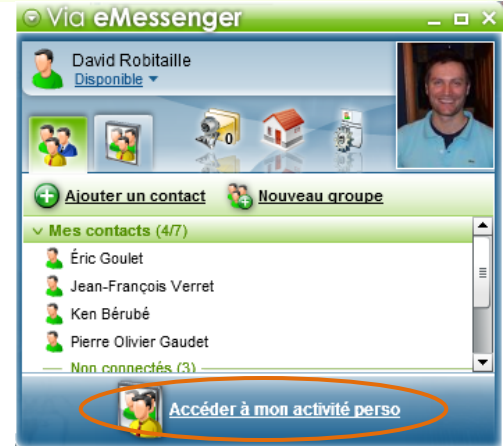 Via eMessenger
David Robitaille
Disponible
0
Ajouter un contact
Nouveau groupe
Mes contacts (4/7)
Éric Goulet
Jean-François Verret
Ken Bérubé
Pierre Olivier Gaudet
Non connectés (3)
Accéder à mon activité perso